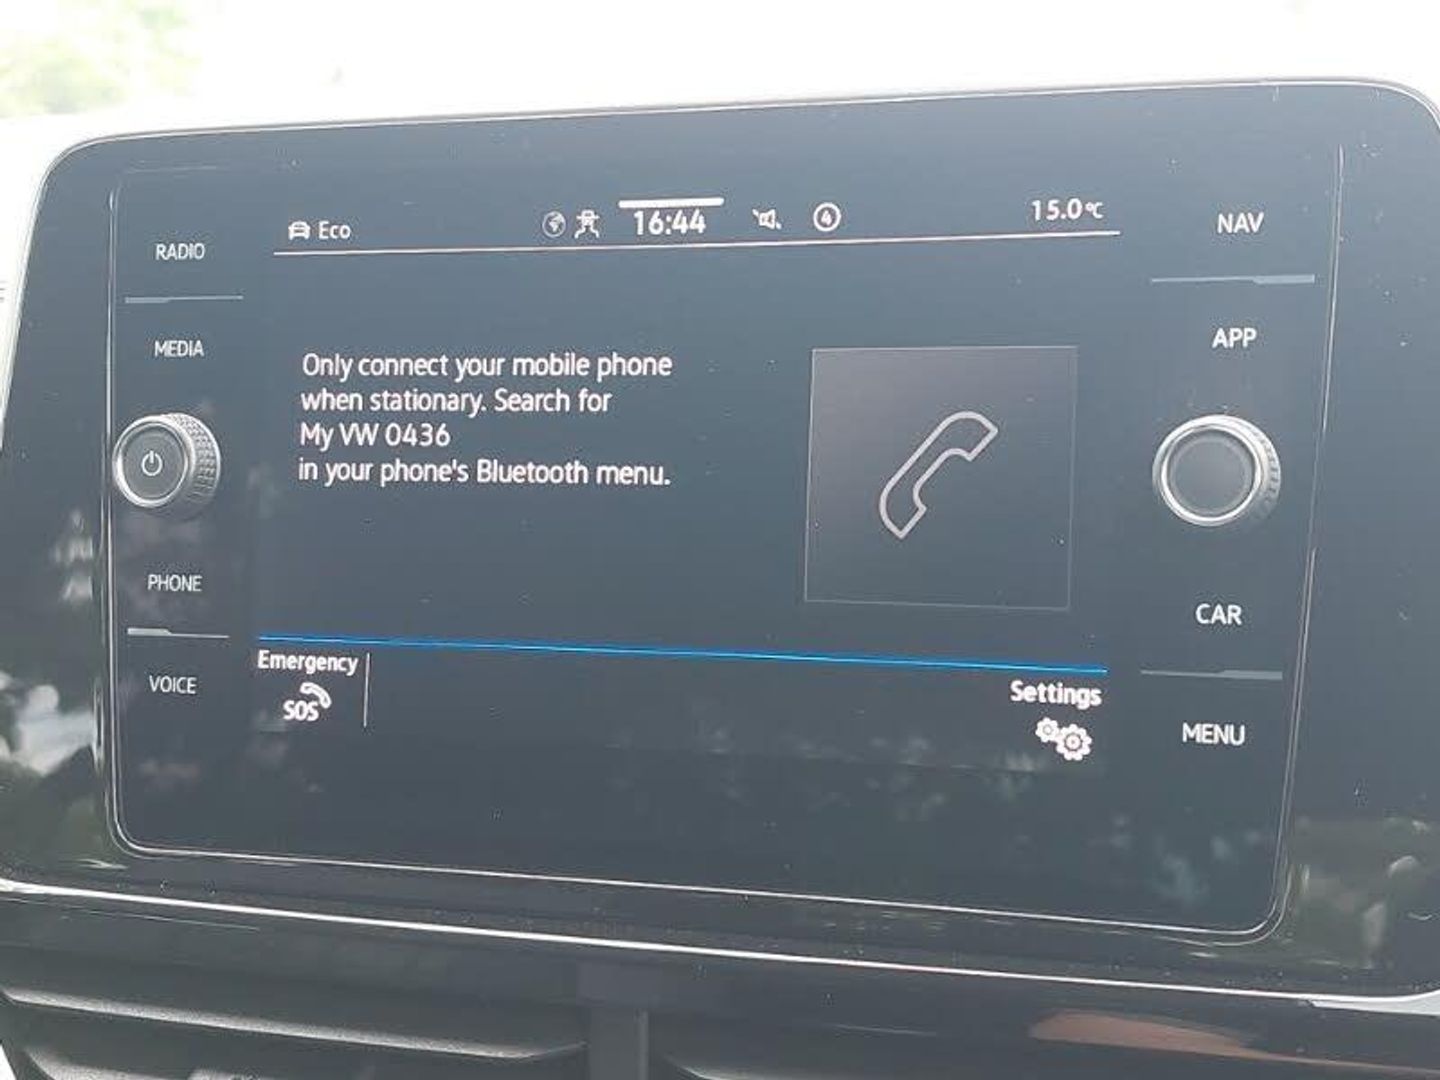 Eco
16:44
4
15.0°C
RADIO
MEDIA
PHONE
VOICE
Only connect your mobile phone
when stationary. Search for
My VW 0436
in your phone's Bluetooth menu.
Emergency
SOS
Settings
NAV
APP
CAR
MENU